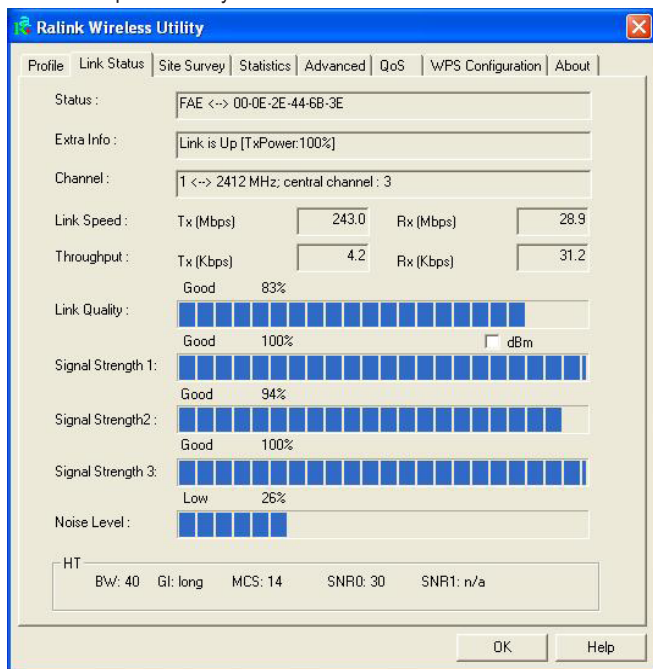 Ralink Wireless Utility
Profile Link Status Site Survey Statistics Advanced QoS WPS Configuration About
Status : FAE <--> 00-0E-2E-44-6B-3E
Extra Info : Link is Up [TxPower:100%]
Channel : 1 <--> 2412 MHz; central channel : 3
Link Speed : Tx (Mbps) 243.0 Rx (Mbps) 28.9
Throughput : Tx (Kbps) 4.2 Rx (Kbps) 31.2
Good 83%
Link Quality :
Good 100% dBm
Signal Strength 1:
Good 94%
Signal Strength2 :
Good 100%
Signal Strength 3:
Low 26%
Noise Level :
HT
BW: 40 GI: long MCS: 14 SNR0: 30 SNR1: n/a
OK Help